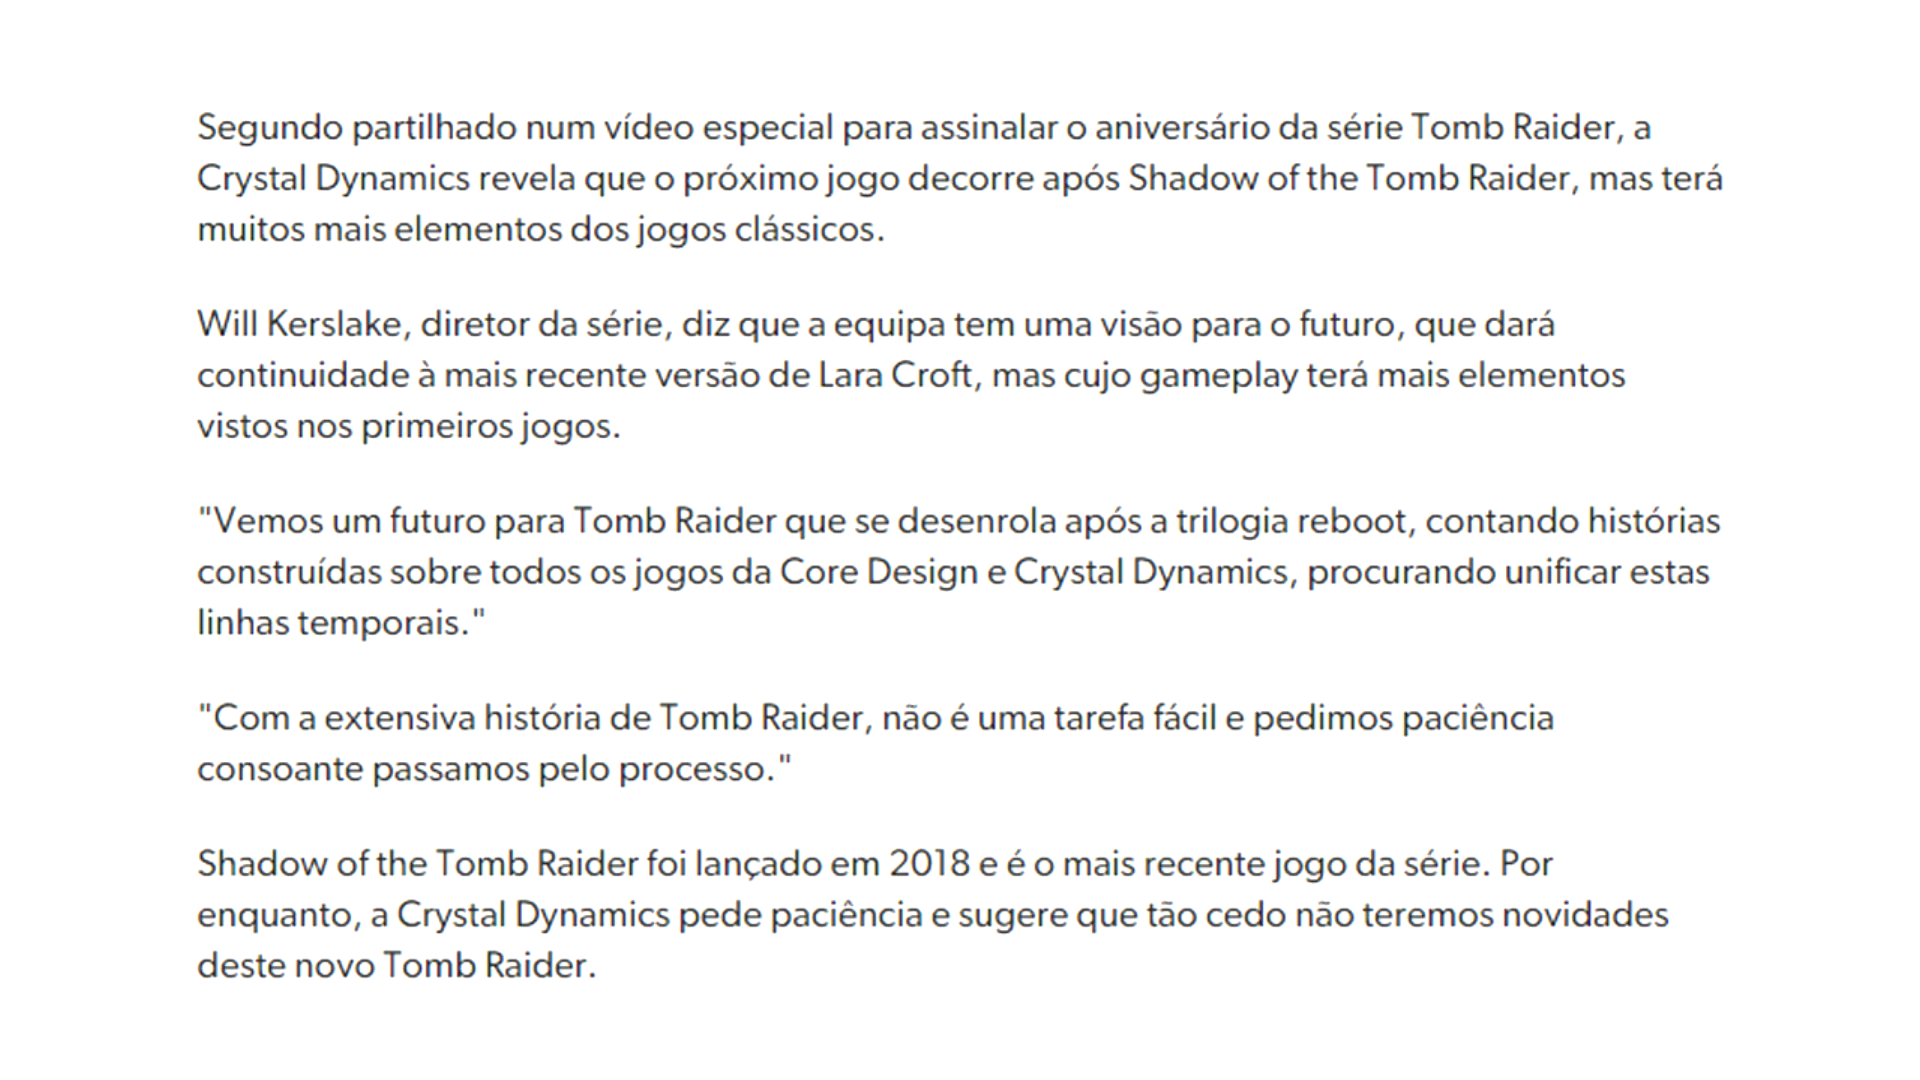 Segundo partilhado num vídeo especial para assinalar o aniversário da série Tomb Raider, a
Crystal Dynamics revela que o próximo jogo decorre após Shadow of the Tomb Raider, mas terá
muitos mais elementos dos jogos clássicos.
Will Kerslake, diretor da série, diz que a equipa tem uma visão para o futuro, que dará
continuidade à mais recente versão de Lara Croft, mas cujo gameplay terá mais elementos
vistos nos primeiros jogos.
"Vemos um futuro para Tomb Raider que se desenrola após a trilogia reboot, contando histórias
construídas sobre todos os jogos da Core Design e Crystal Dynamics, procurando unificar estas
linhas temporais."
"Com a extensiva história de Tomb Raider, não é uma tarefa fácil e pedimos paciência
consoante passamos pelo processo."
Shadow of the Tomb Raider foi lançado em 2018 e é o mais recente jogo da série. Por
enquanto, a Crystal Dynamics pede paciência e sugere que tão cedo não teremos novidades
deste novo Tomb Raider.